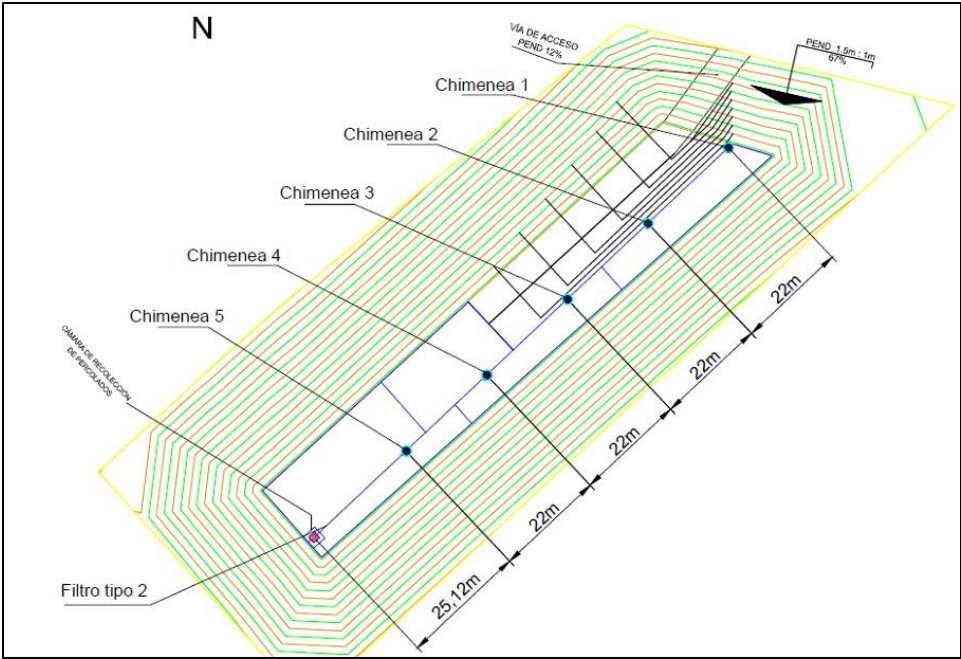 N
VÍA DE ACCESO
PEND 12%
PEND 1.5m : 1m
67%
Chimenea 1
Chimenea 2
Chimenea 3
Chimenea 4
Chimenea 5
CÁMARA DE RECOLECCIÓN
DE PERCOLADOS
22m
22m
22m
22m
25,12m
Filtro tipo 2